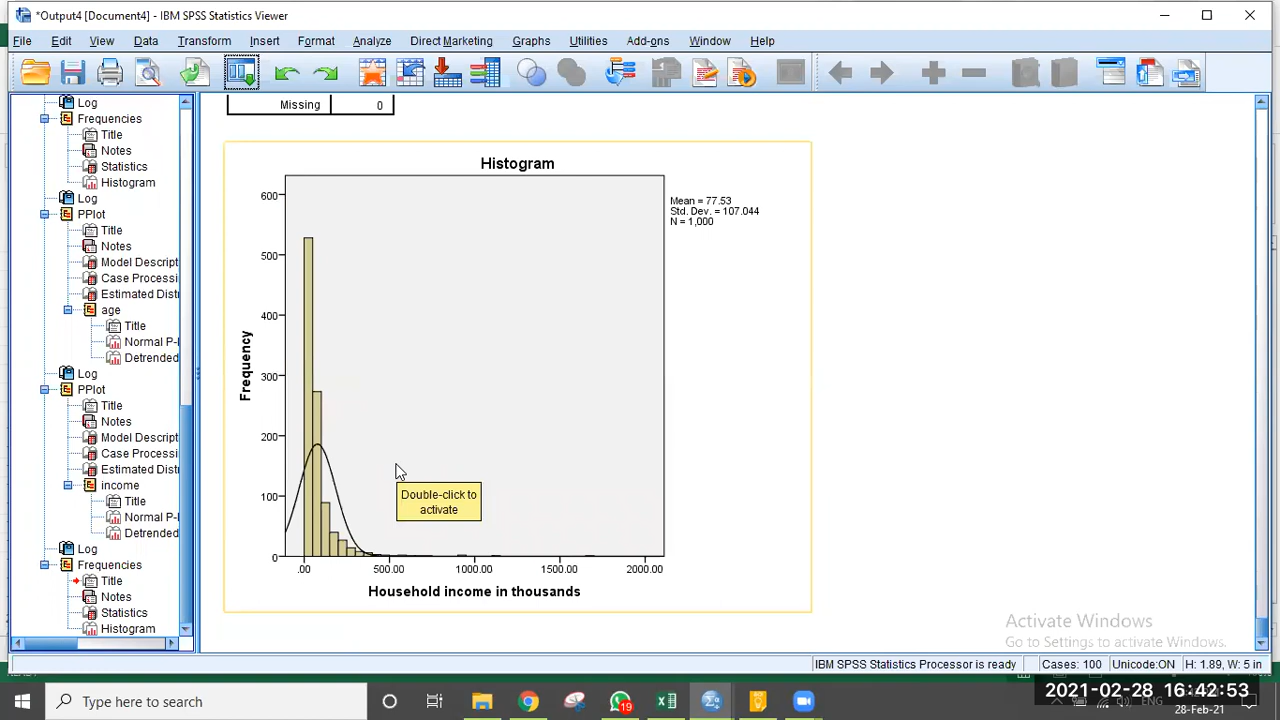 *Output4 [Document4] - IBM SPSS Statistics Viewer
File Edit View Data Transform Insert Format Analyze Direct Marketing Graphs Utilities Add-ons Window Help
Log
Frequencies
Title
Notes
Statistics
Histogram
Log
PPlot
Title
Notes
Model Descript
Case Processi
Estimated Distr
age
Title
Normal P-
Detrended
Log
PPlot
Title
Notes
Model Descript
Case Processi
Estimated Distr
income
Title
Normal P-
Detrended
Log
Frequencies
Title
Notes
Statistics
Histogram
Missing 0
Histogram
Mean = 77.53
Std. Dev. = 107.044
N = 1,000
Frequency
600
500
400
300
200
100
0
.00 500.00 1000.00 1500.00 2000.00
Household income in thousands
Double-click to
activate
Activate Windows
Go to Settings to activate Windows.
IBM SPSS Statistics Processor is ready Cases: 100 Unicode:ON H: 1.89, W: 5 in
Type here to search
19
ENG
2021-02-28 16:42:53
28-Feb-21